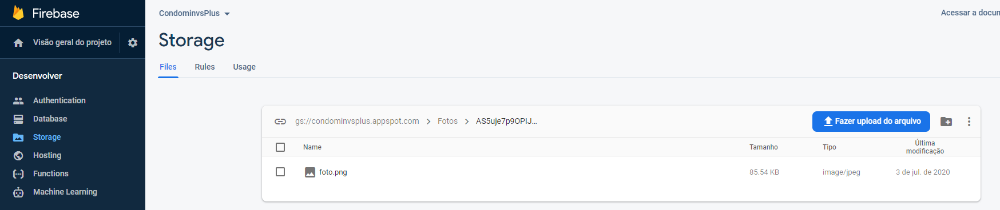 Firebase
Visão geral do projeto
Desenvolver
Authentication
Database
Storage
Hosting
Functions
Machine Learning
CondominvsPlus
Acessar a docun
Storage
Files Rules Usage
gs://condominvsplus.appspot.com > Fotos > AS5uje7p9OPIJ...
Fazer upload do arquivo
Name Tamanho Tipo Última modificação
foto.png 85.54 KB image/jpeg 3 de jul. de 2020